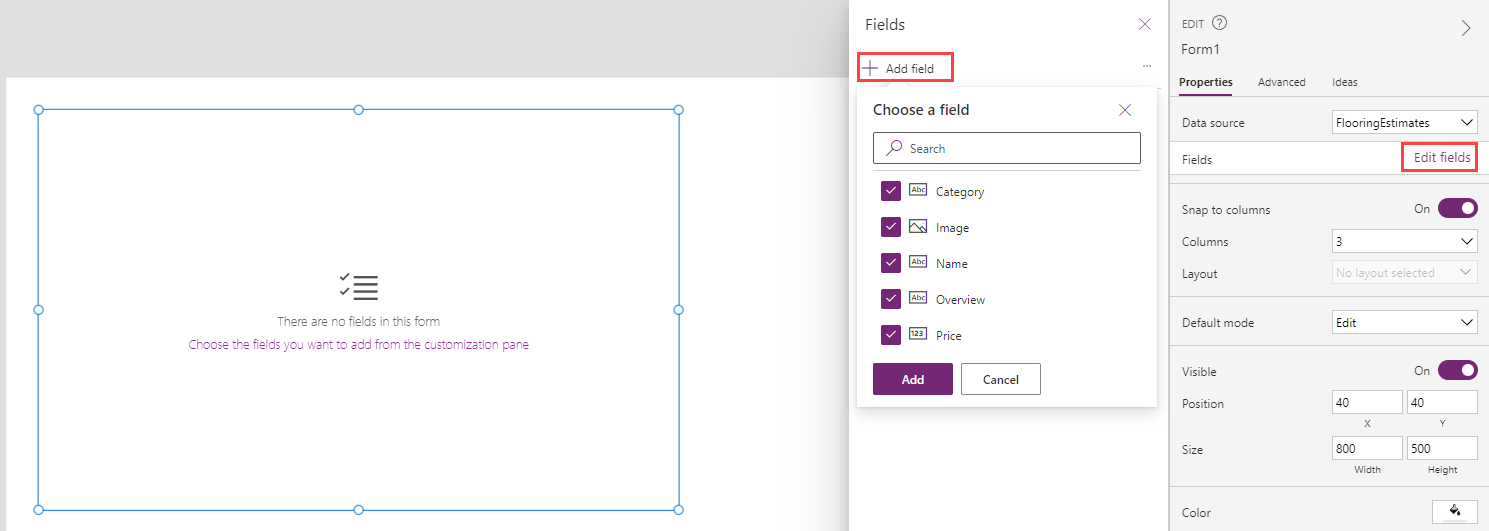 There are no fields in this form
Choose the fields you want to add from the customization pane
Fields
Add field
...
Choose a field
Search
Abc Category
Image
Abc Name
Abc Overview
123 Price
Add Cancel
EDIT ?
Form1
Properties Advanced Ideas
Data source FlooringEstimates
Fields Edit fields
Snap to columns On
Columns 3
Layout No layout selected
Default mode Edit
Visible On
Position 40 40
X Y
Size 800 500
Width Height
Color